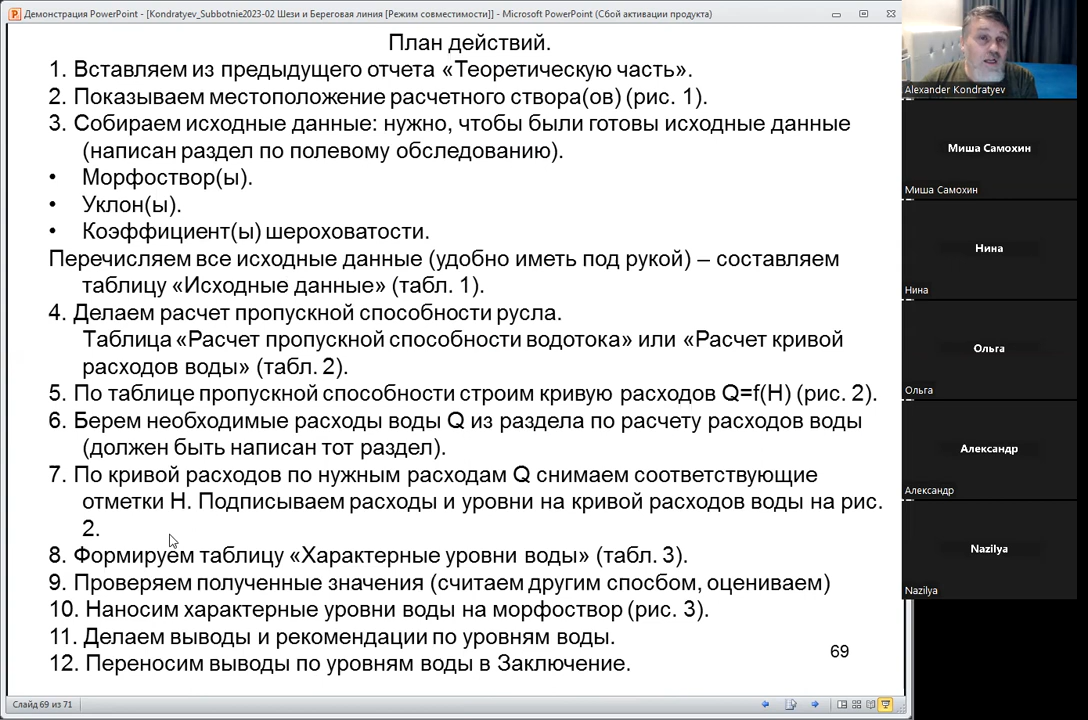 Демонстрация PowerPoint - [Kondratyev_Subbotnie2023-02 Шези и Береговая линия [Режим совместимости]] - Microsoft PowerPoint (Сбой активации продукта)
План действий.
1. Вставляем из предыдущего отчета «Теоретическую часть».
2. Показываем местоположение расчетного створа(ов) (рис. 1).
3. Собираем исходные данные: нужно, чтобы были готовы исходные данные
(написан раздел по полевому обследованию).
• Морфоствор(ы).
• Уклон(ы).
• Коэффициент(ы) шероховатости.
Перечисляем все исходные данные (удобно иметь под рукой) – составляем
таблицу «Исходные данные» (табл. 1).
4. Делаем расчет пропускной способности русла.
Таблица «Расчет пропускной способности водотока» или «Расчет кривой
расходов воды» (табл. 2).
5. По таблице пропускной способности строим кривую расходов Q=f(H) (рис. 2).
6. Берем необходимые расходы воды Q из раздела по расчету расходов воды
(должен быть написан тот раздел).
7. По кривой расходов по нужным расходам Q снимаем соответствующие
отметки H. Подписываем расходы и уровни на кривой расходов воды на рис.
2.
8. Формируем таблицу «Характерные уровни воды» (табл. 3).
9. Проверяем полученные значения (считаем другим спосбом, оцениваем)
10. Наносим характерные уровни воды на морфоствор (рис. 3).
11. Делаем выводы и рекомендации по уровням воды.
12. Переносим выводы по уровням воды в Заключение.
69
Слайд 69 из 71
Alexander Kondratyev
Миша Самохин
Миша Самохин
Нина
Нина
Ольга
Ольга
Александр
Александр
Nazilya
Nazilya